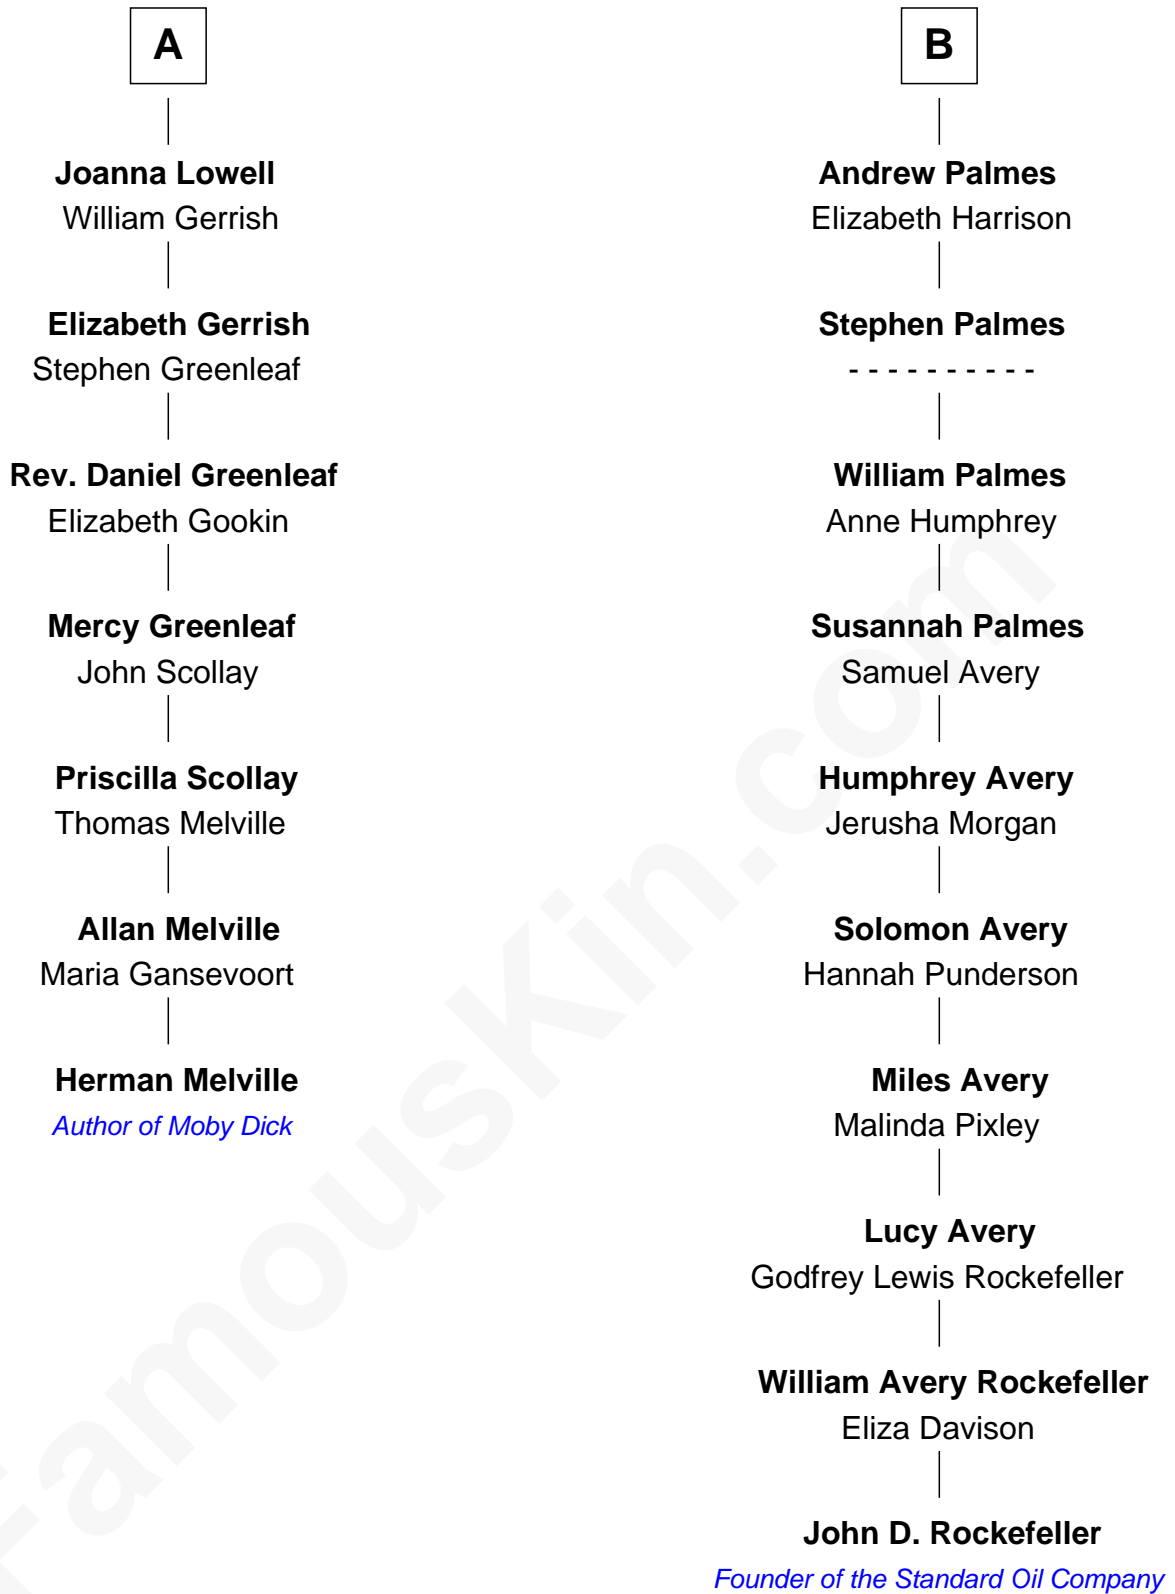 A
Joanna Lowell
William Gerrish
Elizabeth Gerrish
Stephen Greenleaf
Rev. Daniel Greenleaf
Elizabeth Gookin
Mercy Greenleaf
John Scollay
Priscilla Scollay
Thomas Melville
Allan Melville
Maria Gansevoort
Herman Melville
Author of Moby Dick
B
Andrew Palmes
Elizabeth Harrison
Stephen Palmes
- - - - - - - - - -
William Palmes
Anne Humphrey
Susannah Palmes
Samuel Avery
Humphrey Avery
Jerusha Morgan
Solomon Avery
Hannah Punderson
Miles Avery
Malinda Pixley
Lucy Avery
Godfrey Lewis Rockefeller
William Avery Rockefeller
Eliza Davison
John D. Rockefeller
Founder of the Standard Oil Company
FamousKin.com